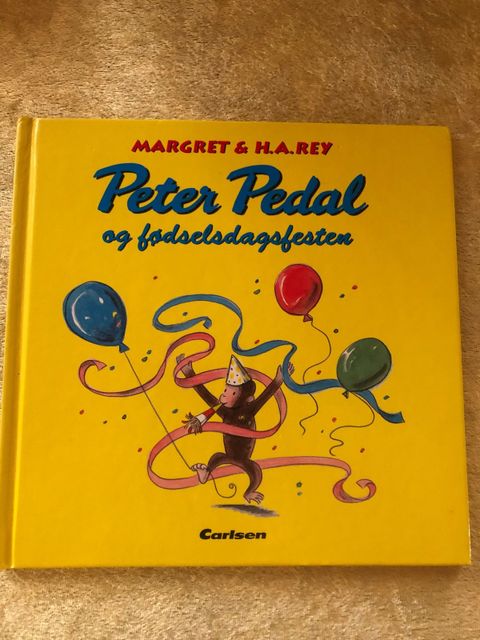 MARGRET & H.A.REY
Peter Pedal
og fødselsdagsfesten
Carlsen